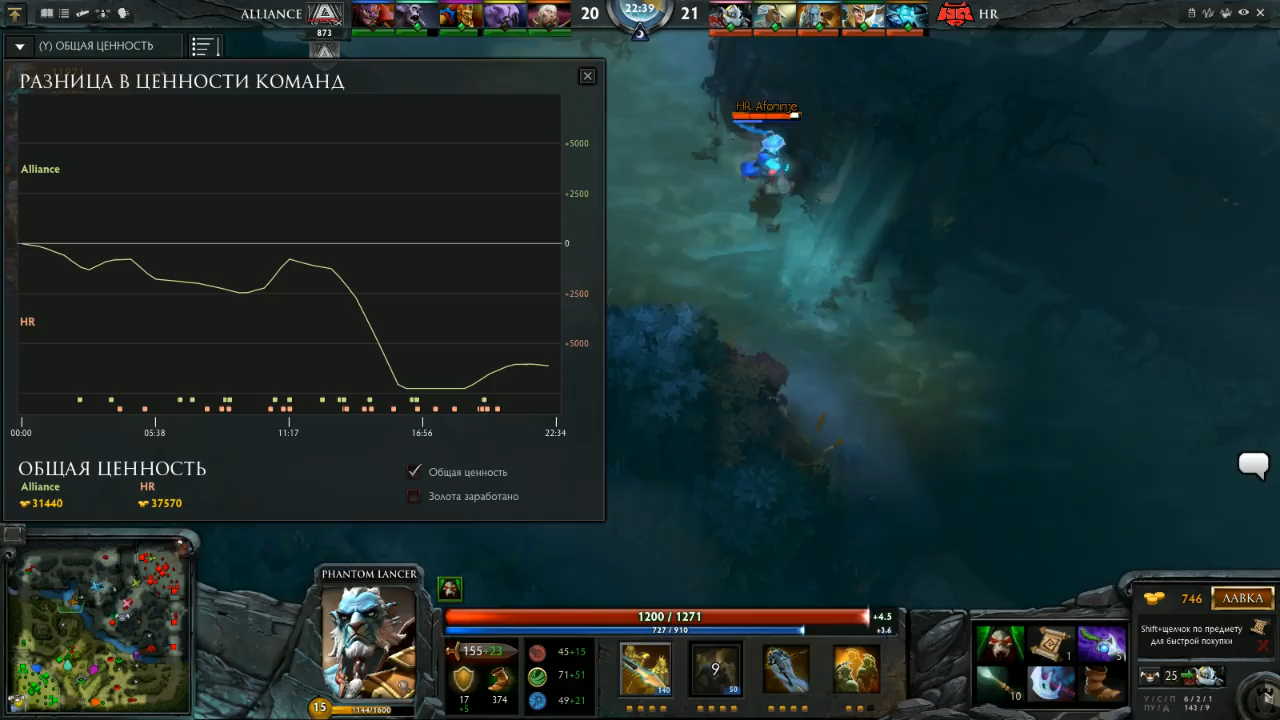 ALLIANCE 20 22:39 21 HR
873
(Y) ОБЩАЯ ЦЕННОСТЬ
РАЗНИЦА В ЦЕННОСТИ КОМАНД
HR Afoninje
+5000
Alliance
+2500
0
+2500
HR
+5000
00:00 05:38 11:17 16:56 22:34
ОБЩАЯ ЦЕННОСТЬ
Общая ценность
Alliance HR
Золота заработано
31440 37570
PHANTOM LANCER
1200 / 1271 +4.5
727 / 910 +3.6
746 ЛАВКА
Shift+щелчок по предмету
для быстрой покупки
155+23 45+15
9
71+51
17 374 49+21
+5
140 50
1 5
10
25
15 1144/1600
У / С / П 6 / 2 / 1
ПУ / Д 143 / 9